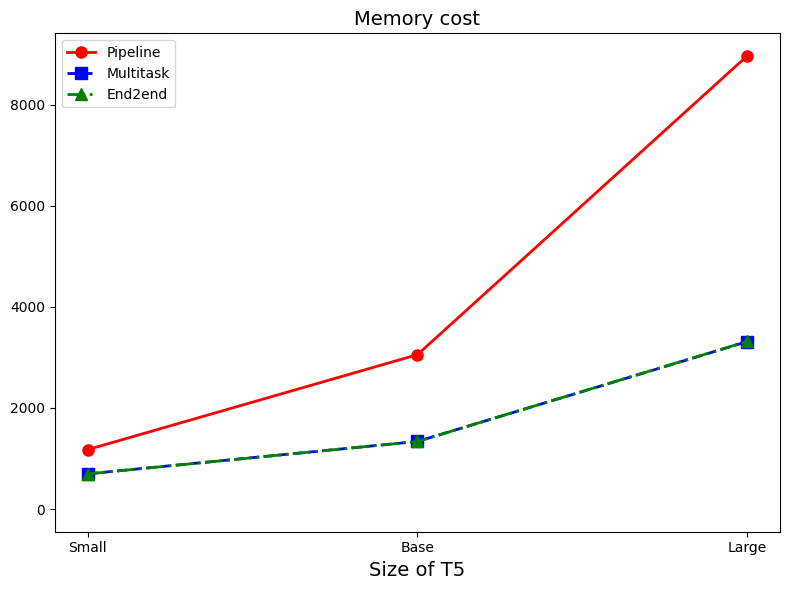 Memory cost
Pipeline
Multitask
End2end
8000
6000
4000
2000
0
Small Base Large
Size of T5